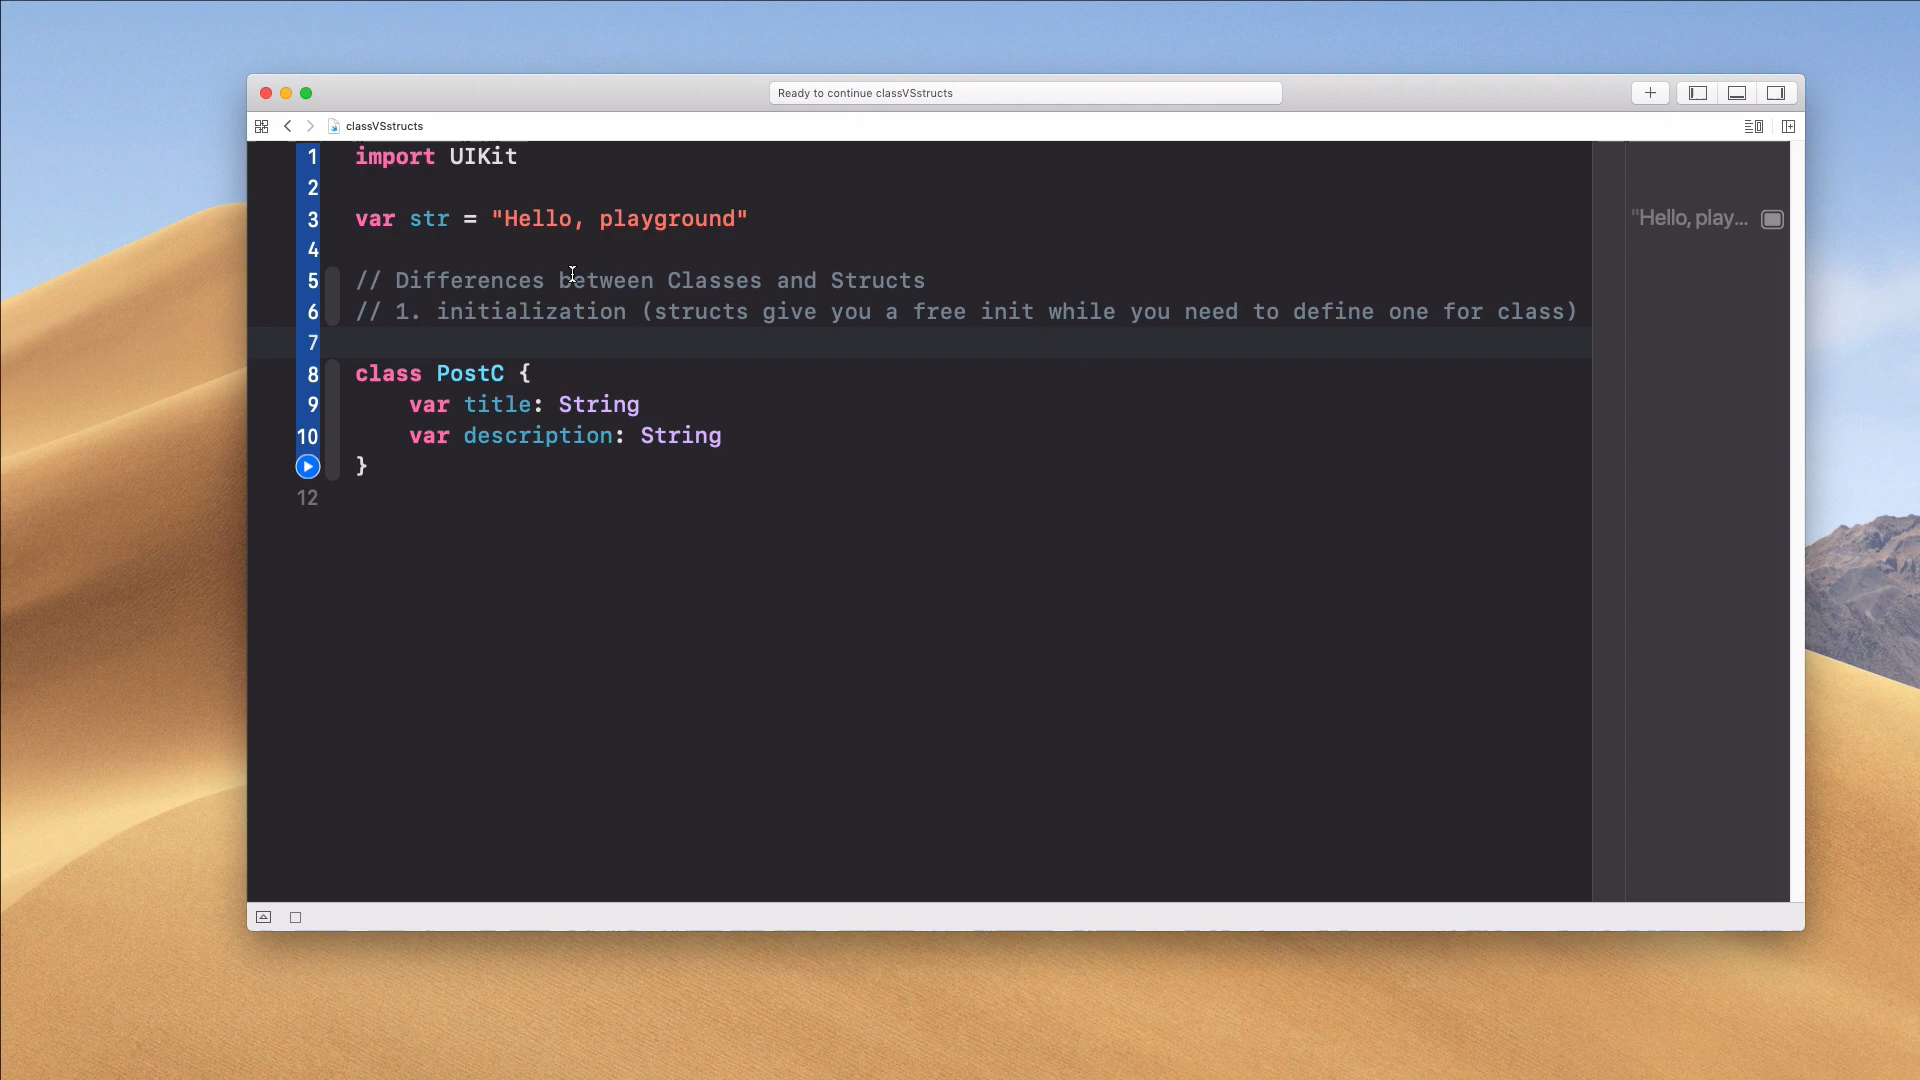 Ready to continue classVSstructs
classVSstructs
1 import UIKit
2
3 var str = "Hello, playground"
"Hello, play...
4
5 // Differences between Classes and Structs
6 // 1. initialization (structs give you a free init while you need to define one for class)
7
8 class PostC {
9 var title: String
10 var description: String
}
12